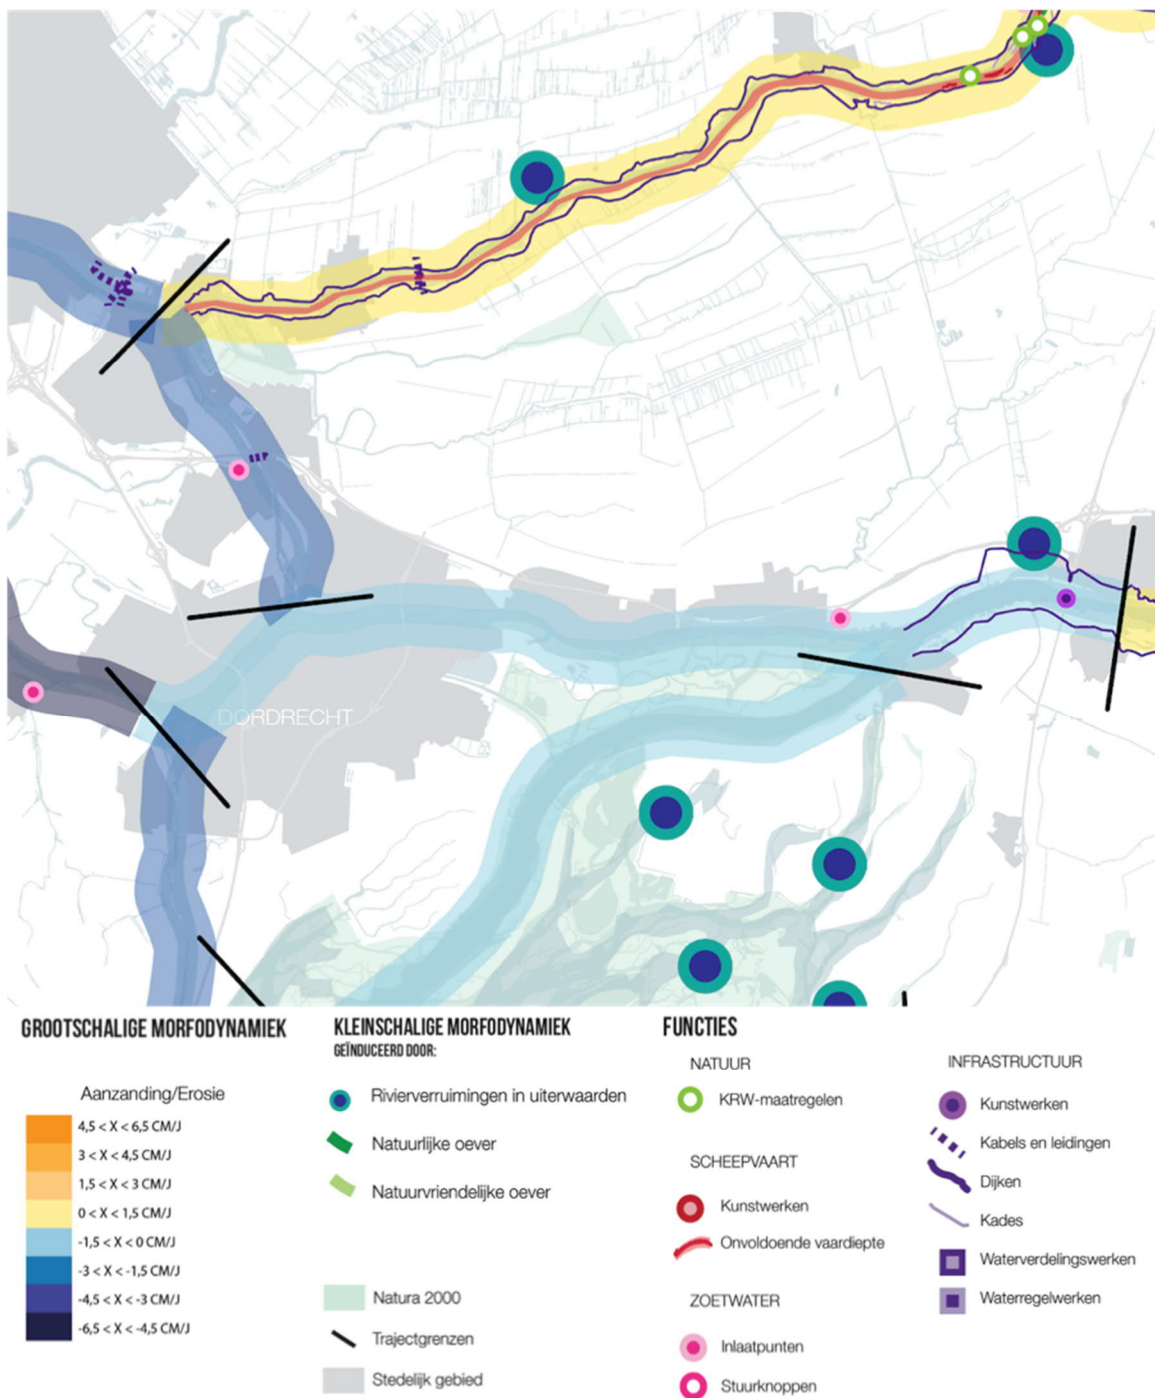 DORDRECHT
GROOTSCHALIGE MORFODYNAMIEK
Aanzanding/Erosie
4,5 < X < 6,5 CM/J
3 < X < 4,5 CM/J
1,5 < X < 3 CM/J
0 < X < 1,5 CM/J
-1,5 < X < 0 CM/J
-3 < X < -1,5 CM/J
-4,5 < X < -3 CM/J
-6,5 < X < -4,5 CM/J
KLEINSCHALIGE MORFODYNAMIEK
GEÏNDUCEERD DOOR:
Rivierverruimingen in uiterwaarden
Natuurlijke oever
Natuurvriendelijke oever
Natura 2000
Trajectgrenzen
Stedelijk gebied
FUNCTIES
NATUUR
KRW-maatregelen
SCHEEPVAART
Kunstwerken
Onvoldoende vaardiepte
ZOETWATER
Inlaatpunten
Stuurknoppen
INFRASTRUCTUUR
Kunstwerken
Kabels en leidingen
Dijken
Kades
Waterverdelingswerken
Waterregelwerken